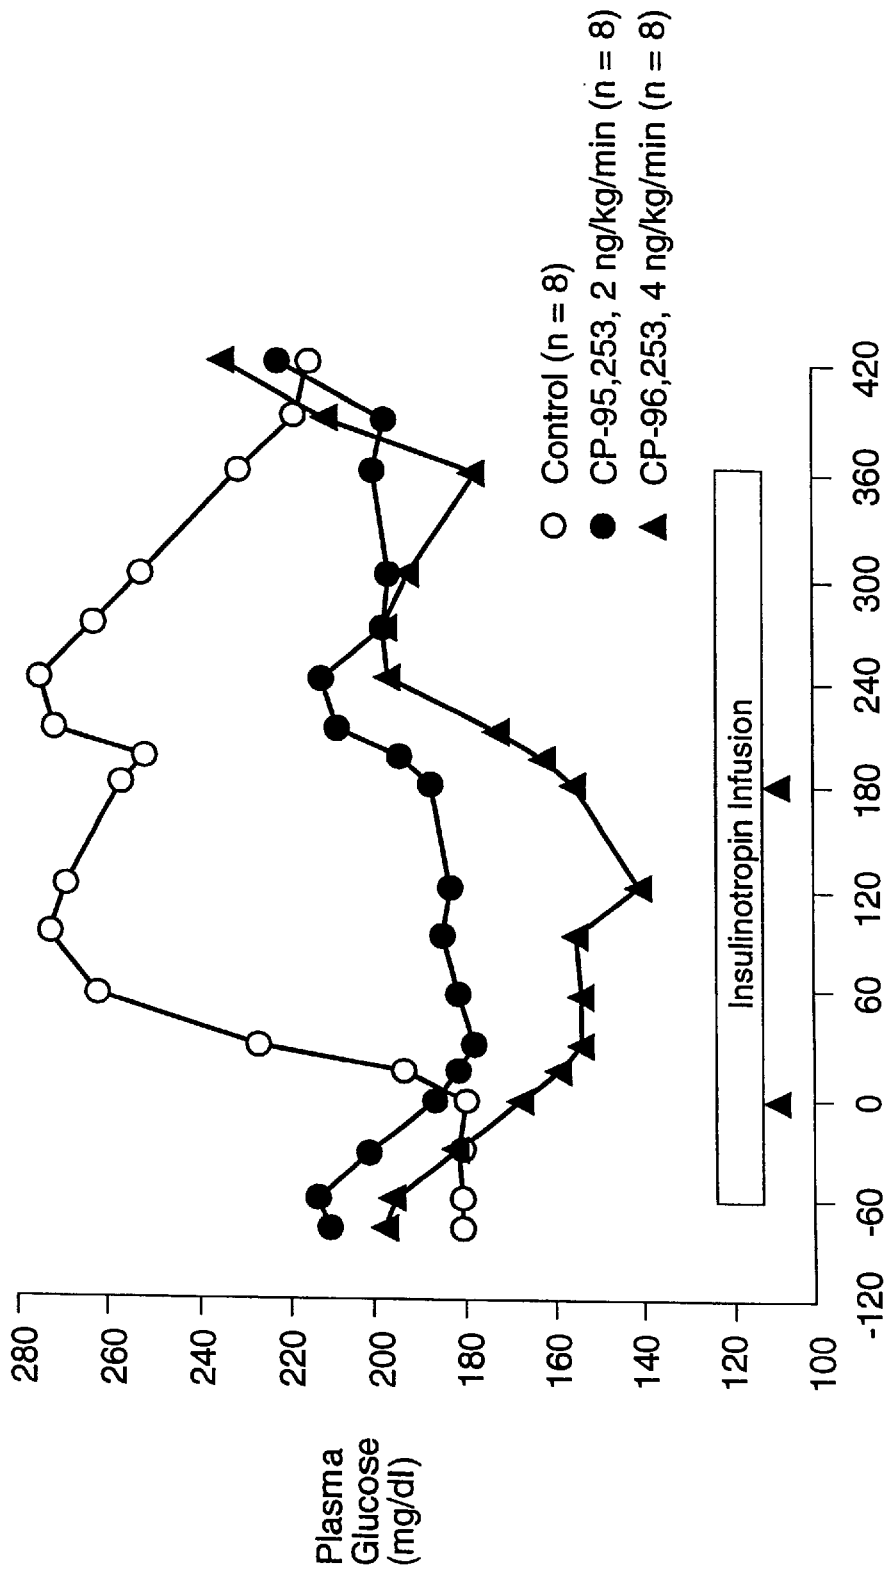 Plasma
Glucose
(mg/dl)
280
260
240
220
200
180
160
140
120
100
Control (n = 8)
CP-95,253, 2 ng/kg/min (n = 8)
CP-96,253, 4 ng/kg/min (n = 8)
Insulinotropin Infusion
-120 -60 0 60 120 180 240 300 360 420